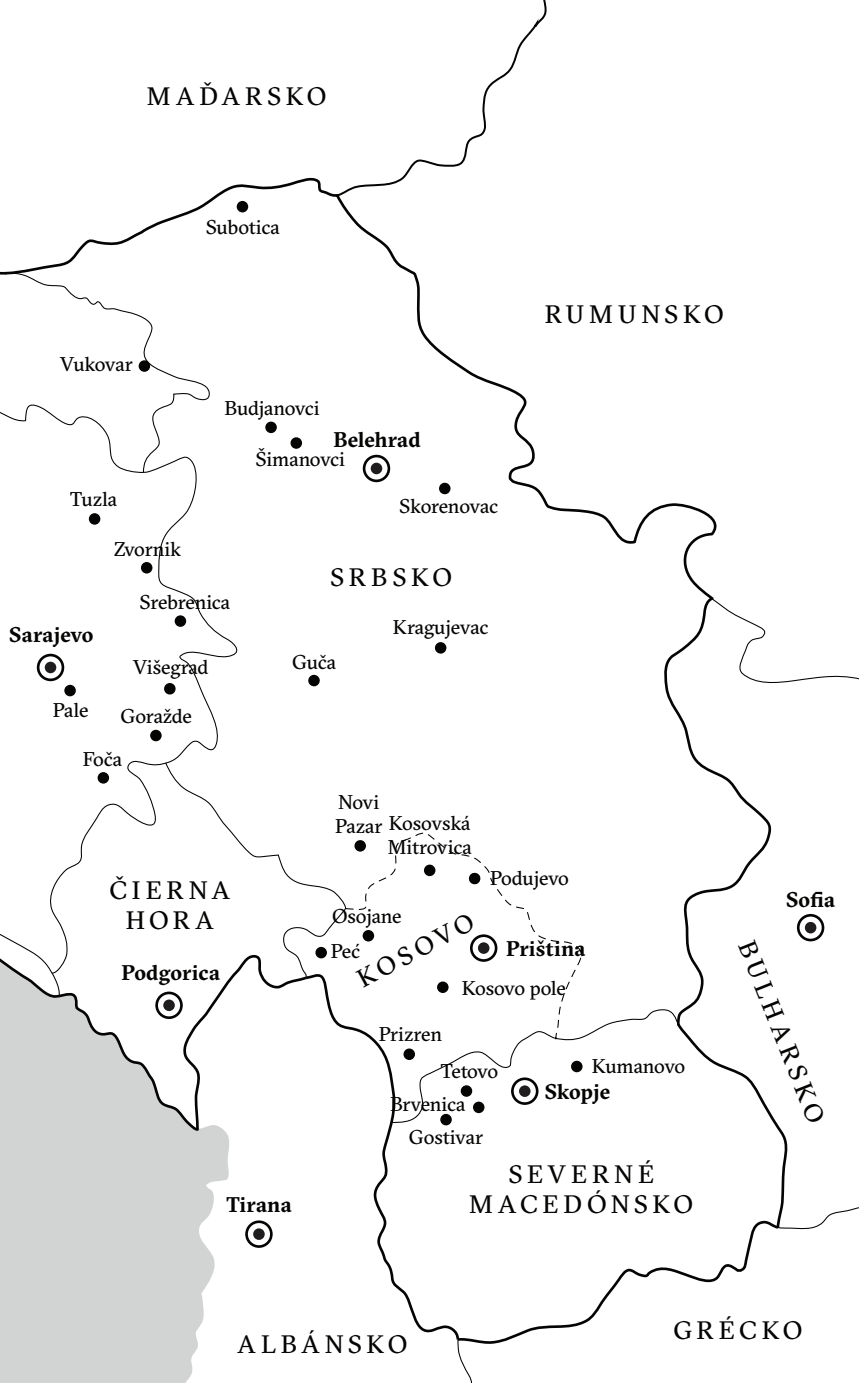 MAĎARSKO
Subotica
RUMUNSKO
Vukovar
Budjanovci
Šimanovci
Belehrad
Skorenovac
Tuzla
Zvornik
SRBSKO
Srebrenica
Sarajevo
Kragujevac
Guča
Višegrad
Pale
Goražde
Foča
Novi
Pazar
Kosovská
Mitrovica
Podujevo
ČIERNA
HORA
Osojane
Sofia
Peć
KOSOVO
Priština
Podgorica
Kosovo pole
BULHARSKO
Prizren
Tetovo
Kumanovo
Skopje
Brvenica
Gostivar
SEVERNÉ
MACEDÓNSKO
Tirana
ALBÁNSKO
GRÉCKO